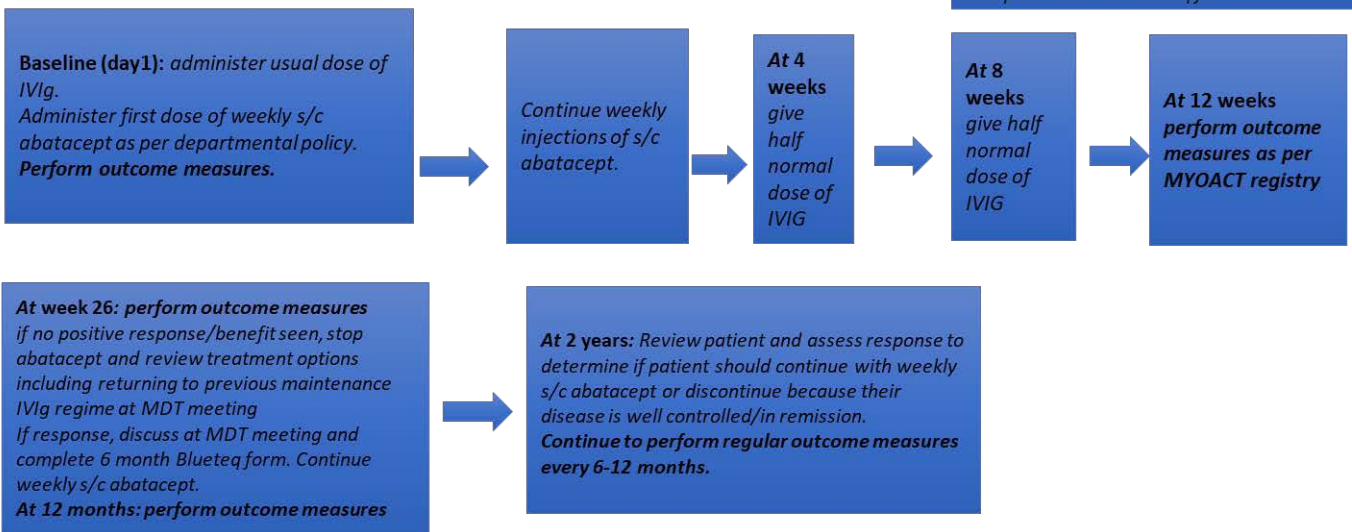 Baseline (day1): administer usual dose of
IVIg.
Administer first dose of weekly s/c
abatacept as per departmental policy.
Perform outcome measures.
Continue weekly
injections of s/c
abatacept.
At 4
weeks
give
half
normal
dose of
IVIG
At 8
weeks
give half
normal
dose of
IVIG
At 12 weeks
perform outcome
measures as per
MYOACT registry
At week 26: perform outcome measures
if no positive response/benefit seen, stop
abatacept and review treatment options
including returning to previous maintenance
IVIg regime at MDT meeting
If response, discuss at MDT meeting and
complete 6 month Blueteq form. Continue
weekly s/c abatacept.
At 12 months: perform outcome measures
At 2 years: Review patient and assess response to
determine if patient should continue with weekly
s/c abatacept or discontinue because their
disease is well controlled/in remission.
Continue to perform regular outcome measures
every 6-12 months.